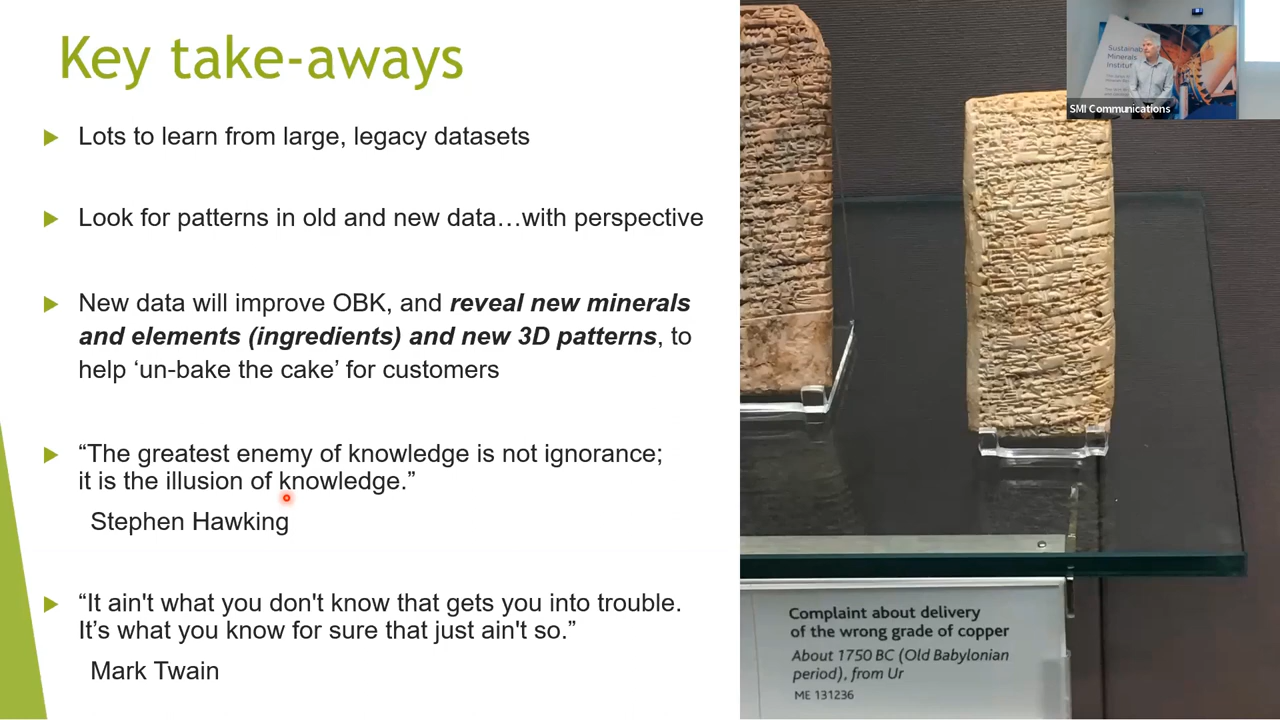 Key take-aways
Lots to learn from large, legacy datasets
Look for patterns in old and new data…with perspective
New data will improve OBK, and reveal new minerals
and elements (ingredients) and new 3D patterns, to
help ‘un-bake the cake’ for customers
“The greatest enemy of knowledge is not ignorance;
it is the illusion of knowledge.”
Stephen Hawking
“It ain't what you don't know that gets you into trouble.
It’s what you know for sure that just ain't so.”
Mark Twain
Complaint about delivery
of the wrong grade of copper
About 1750 BC (Old Babylonian
period), from Ur
ME 131236
Minerals
SMI Communications